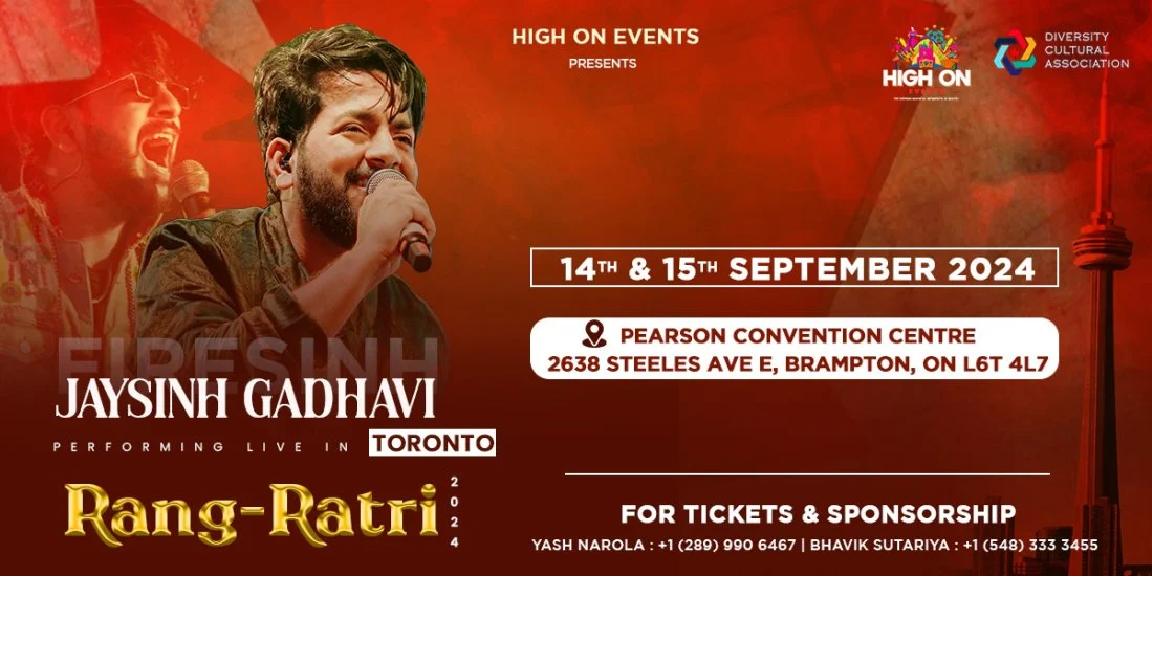 HIGH ON EVENTS
PRESENTS
HIGH ON
EVENTS
DIVERSITY
CULTURAL
ASSOCIATION
14TH & 15TH SEPTEMBER 2024
PEARSON CONVENTION CENTRE
2638 STEELES AVE E, BRAMPTON, ON L6T 4L7
FIRESINH
JAYSINH GADHAVI
PERFORMING LIVE IN TORONTO
Rang-Ratri 2024
FOR TICKETS & SPONSORSHIP
YASH NAROLA : +1 (289) 990 6467 | BHAVIK SUTARIYA : +1 (548) 333 3455